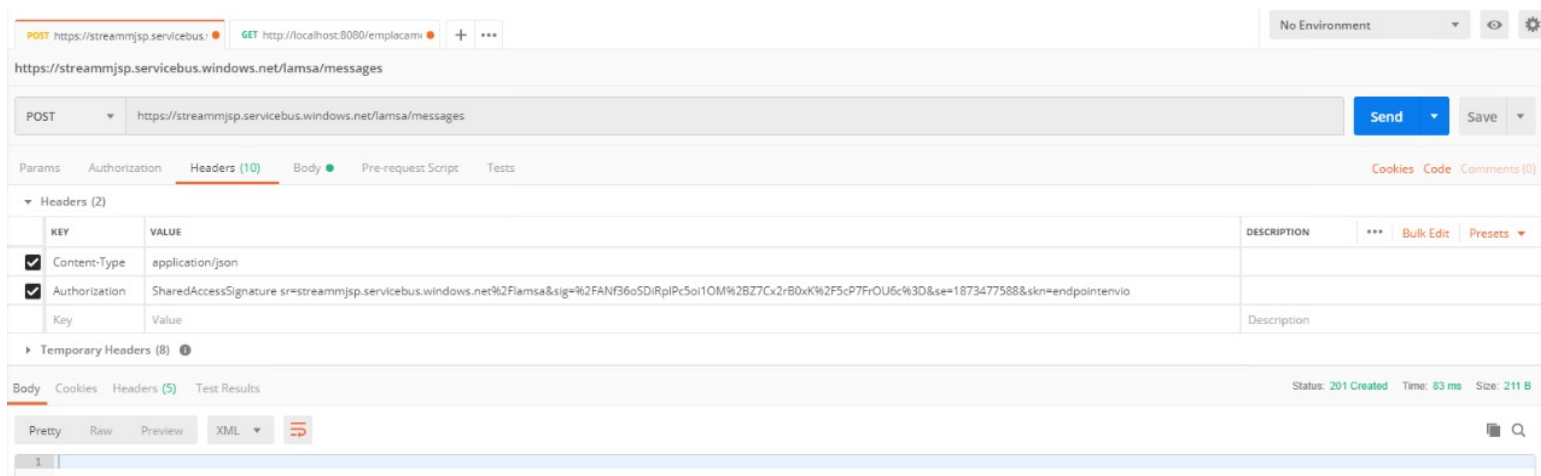 POST https://streammjsp.servicebus. GET http://localhost:8080/emplacame + ••• No Environment
https://streammjsp.servicebus.windows.net/lamsa/messages
POST https://streammjsp.servicebus.windows.net/lamsa/messages Send Save
Params Authorization Headers (10) Body Pre-request Script Tests Cookies Code Comments (0)
Headers (2)
KEY VALUE DESCRIPTION ••• Bulk Edit Presets
Content-Type application/json
Authorization SharedAccessSignature sr=streammjsp.servicebus.windows.net%2Flamsa&sig=%2FANf36oSDiRplPc5oi1OM%2BZ7Cx2rB0xK%2F5cP7FrOU6c%3D&se=1873477588&skn=endpointenvio
Key Value Description
Temporary Headers (8)
Body Cookies Headers (5) Test Results Status: 201 Created Time: 83 ms Size: 211 B
Pretty Raw Preview XML
1